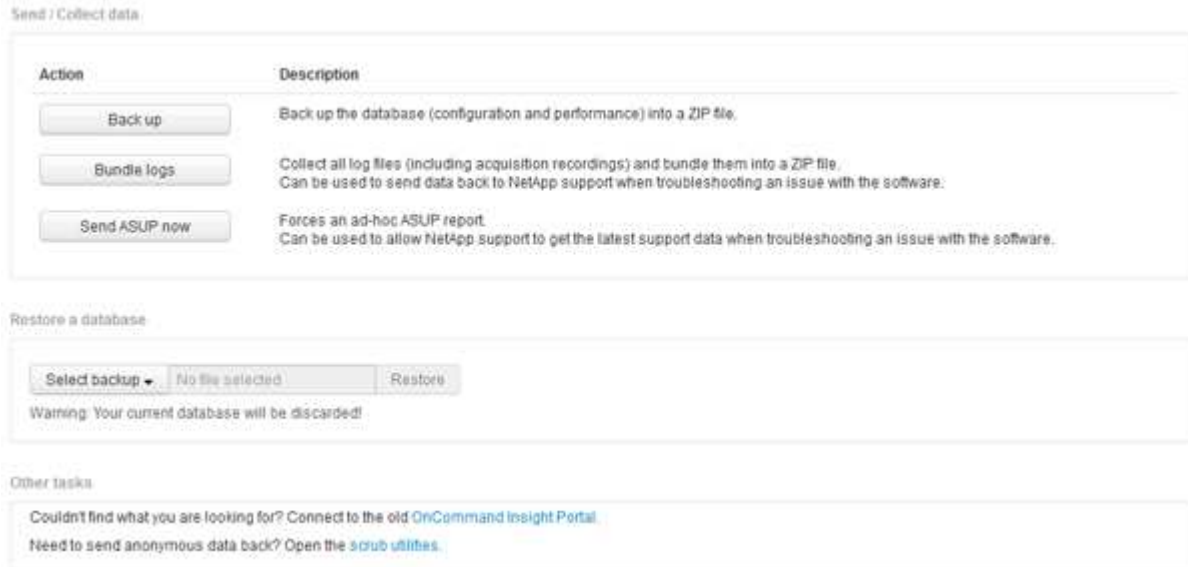 Send / Collect data
Action Description
Back up Back up the database (configuration and performance) into a ZIP file.
Bundle logs Collect all log files (including acquisition recordings) and bundle them into a ZIP file.
Can be used to send data back to NetApp support when troubleshooting an issue with the software.
Send ASUP now Forces an ad-hoc ASUP report.
Can be used to allow NetApp support to get the latest support data when troubleshooting an issue with the software.
Restore a database
Select backup No file selected Restore
Warning: Your current database will be discarded!
Other tasks
Couldn't find what you are looking for? Connect to the old OnCommand Insight Portal.
Need to send anonymous data back? Open the scrub utilities.